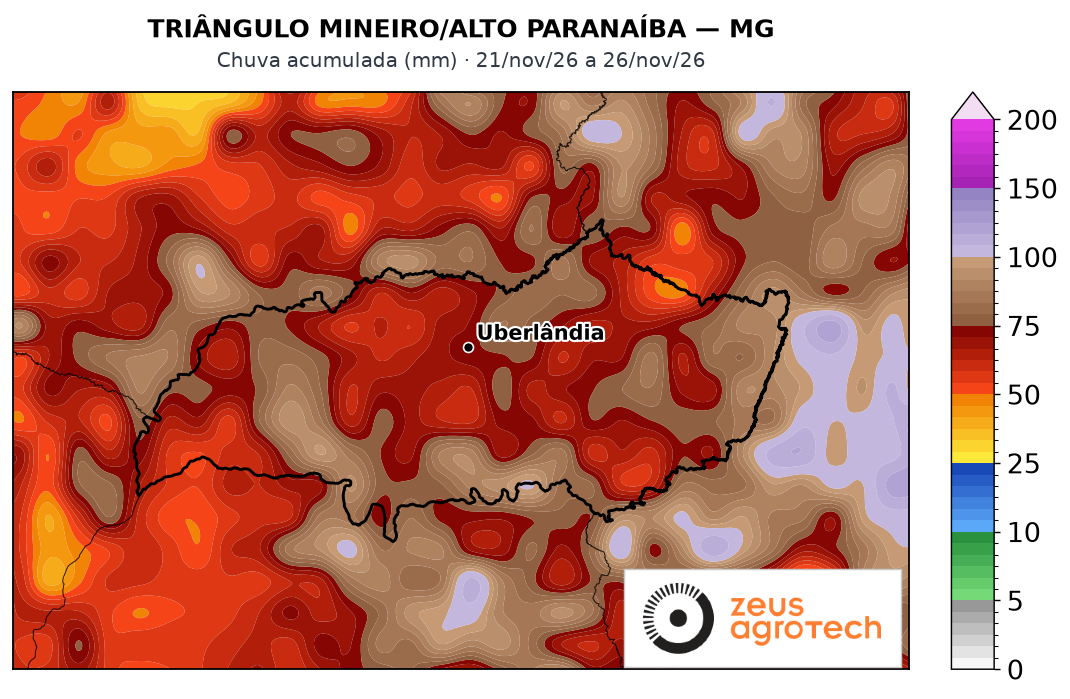 TRIÂNGULO MINEIRO/ALTO PARANAÍBA — MG
Chuva acumulada (mm) · 21/nov/26 a 26/nov/26
Uberlândia
200
150
100
75
50
25
10
5
0
zeus
agrotech